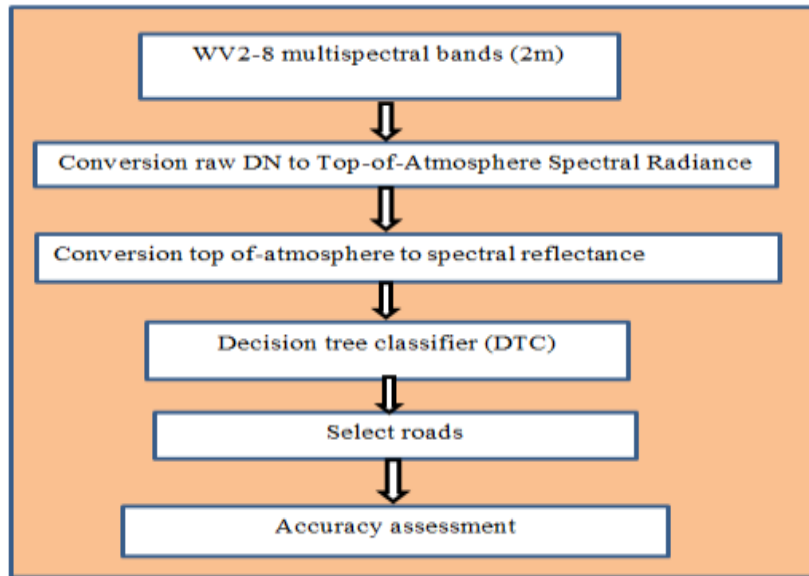 WV2-8 multispectral bands (2m)
Conversion raw DN to Top-of-Atmosphere Spectral Radiance
Conversion top of-atmosphere to spectral reflectance
Decision tree classifier (DTC)
Select roads
Accuracy assessment